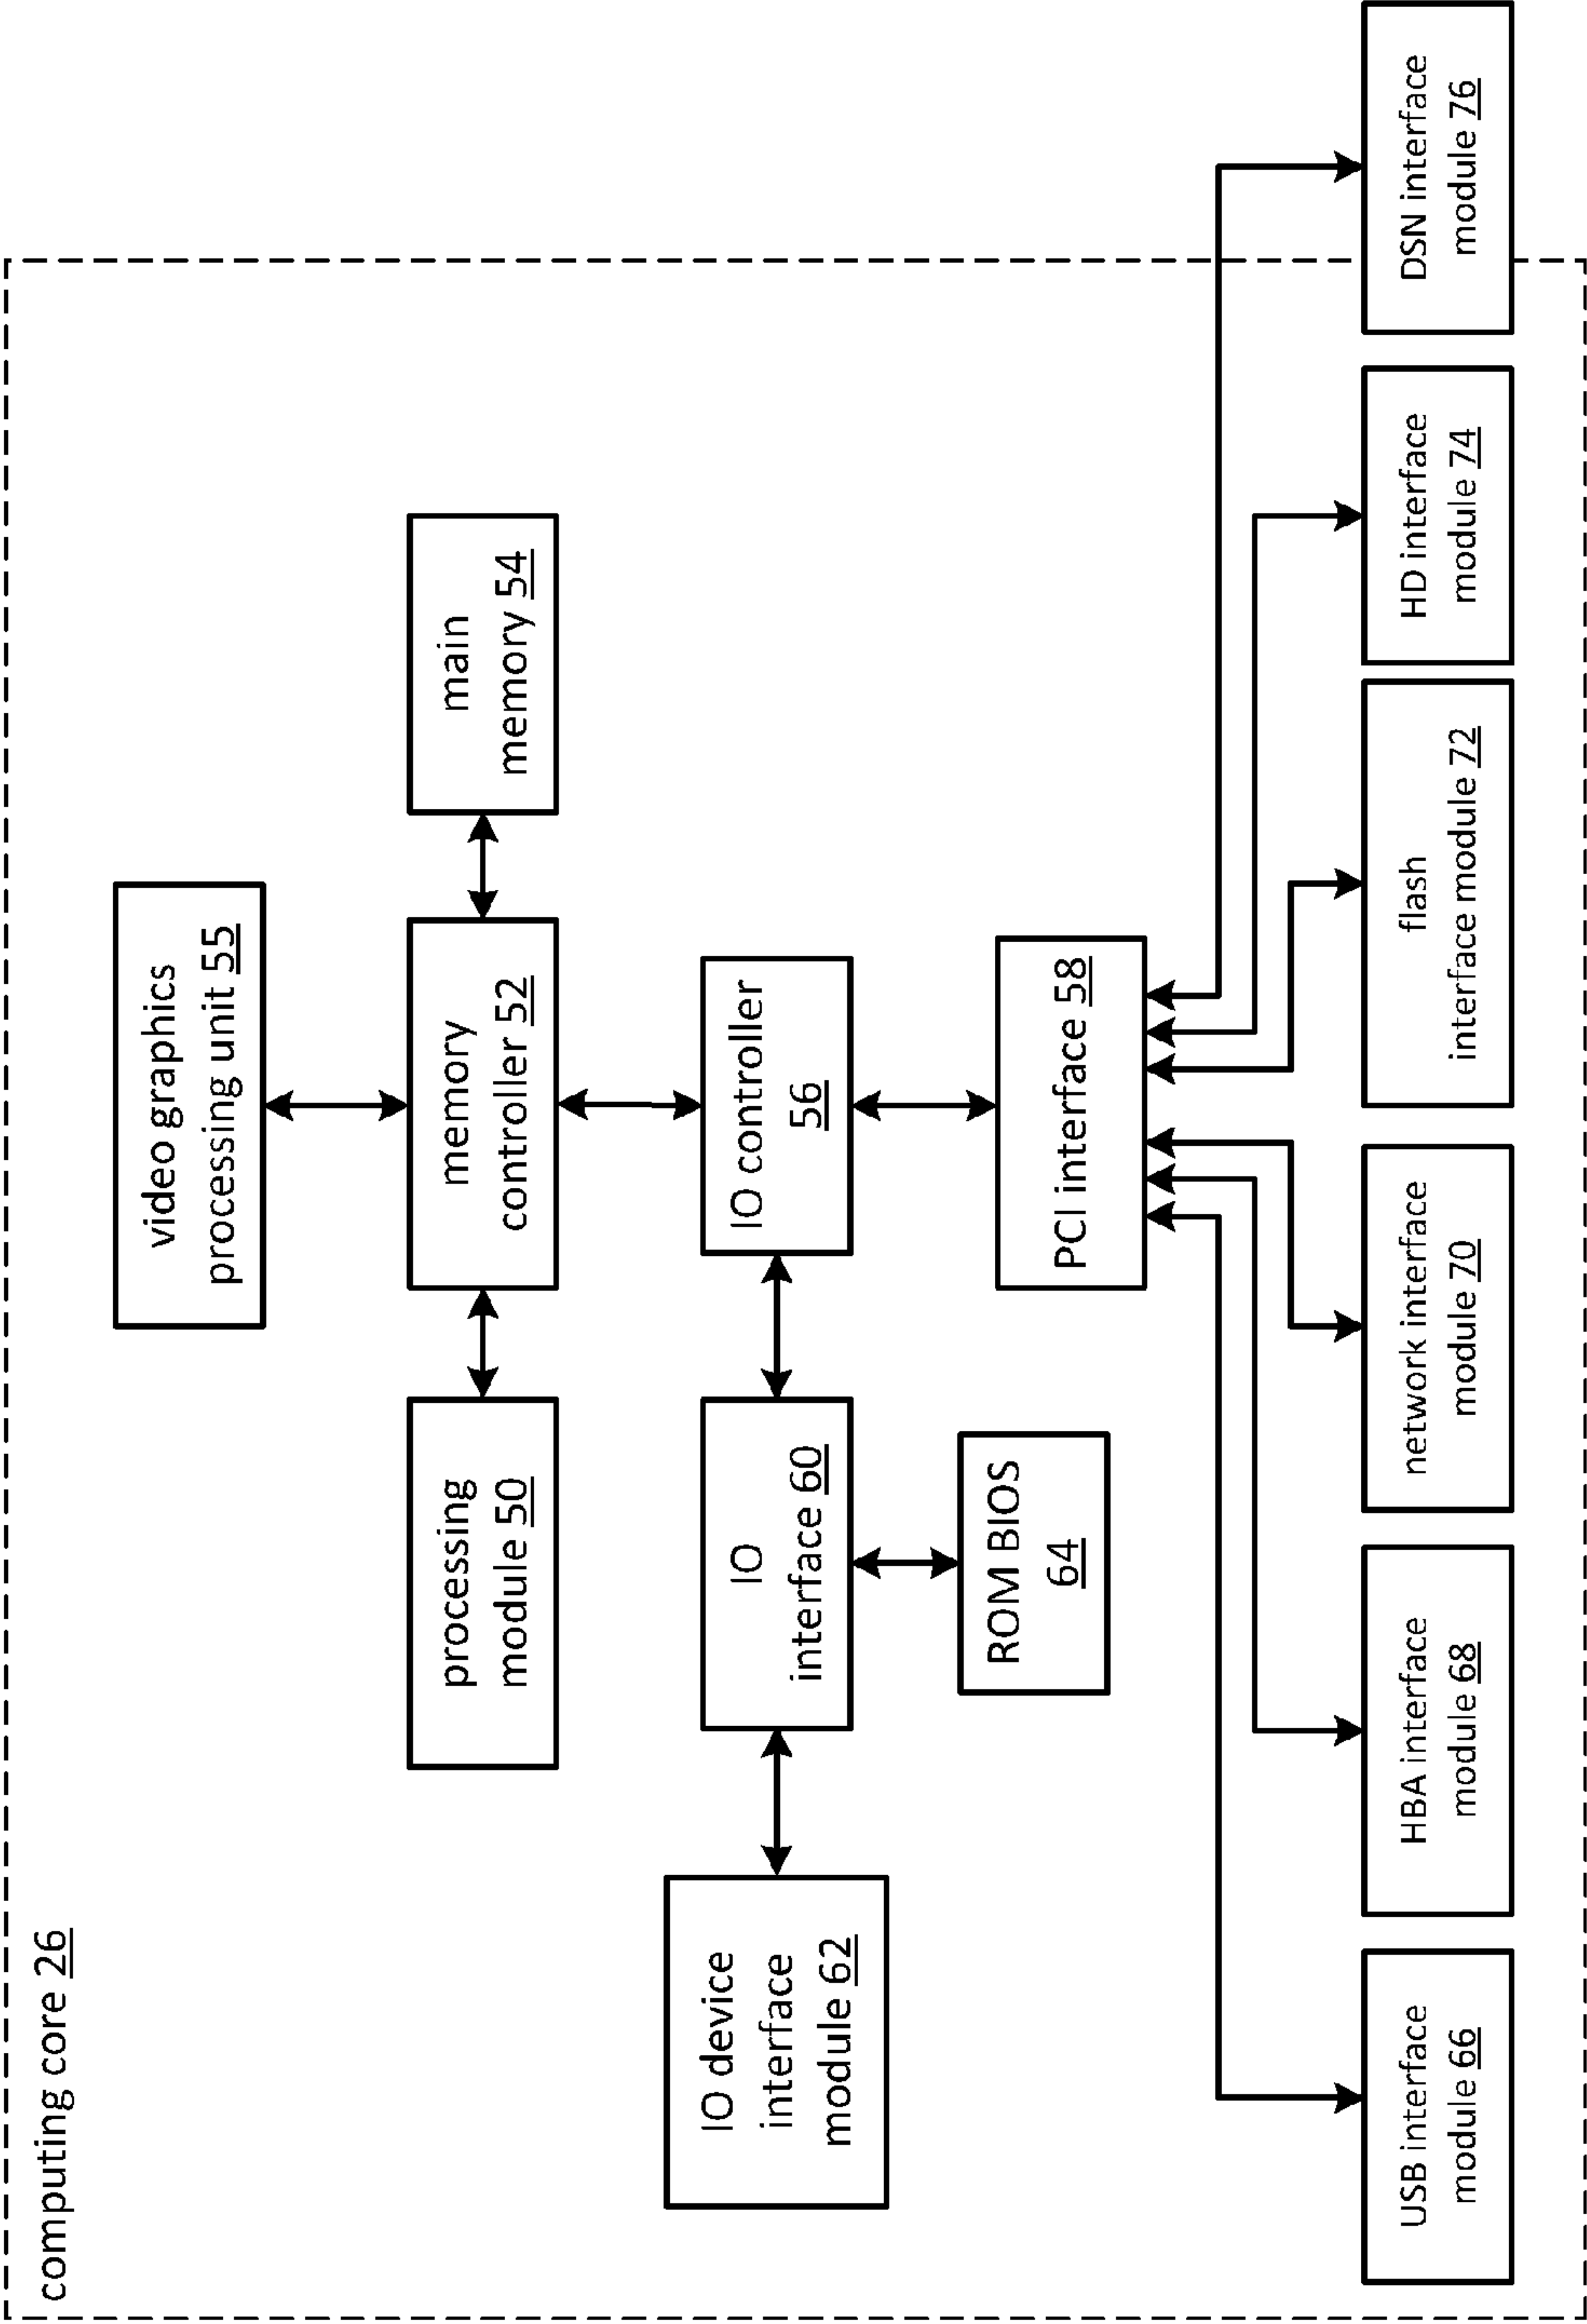 computing core 26
video graphics
processing unit 55
processing
module 50
memory
controller 52
main
memory 54
IO device
interface
module 62
IO
interface 60
IO controller
56
ROM BIOS
64
PCI interface 58
USB interface
module 66
HBA interface
module 68
network interface
module 70
flash
interface module 72
HD interface
module 74
DSN interface
module 76